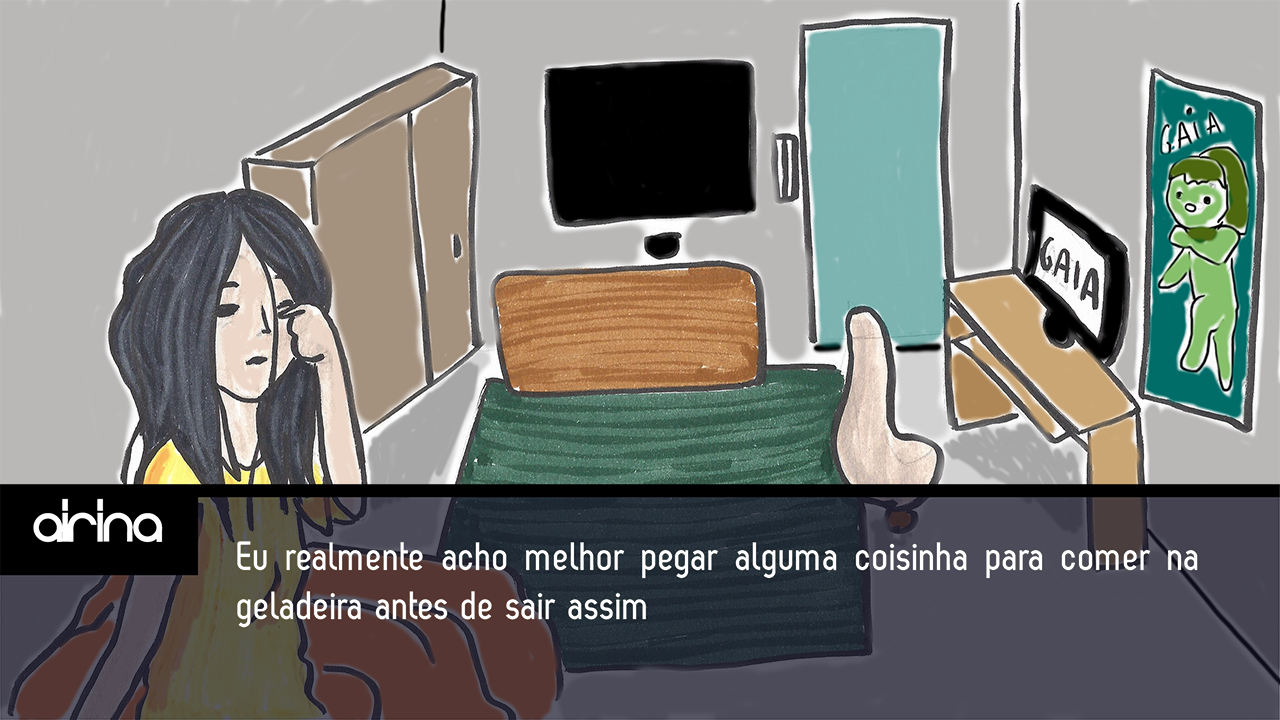 GAiA
GAIA
airina
Eu realmente acho melhor pegar alguma coisinha para comer na
geladeira antes de sair assim